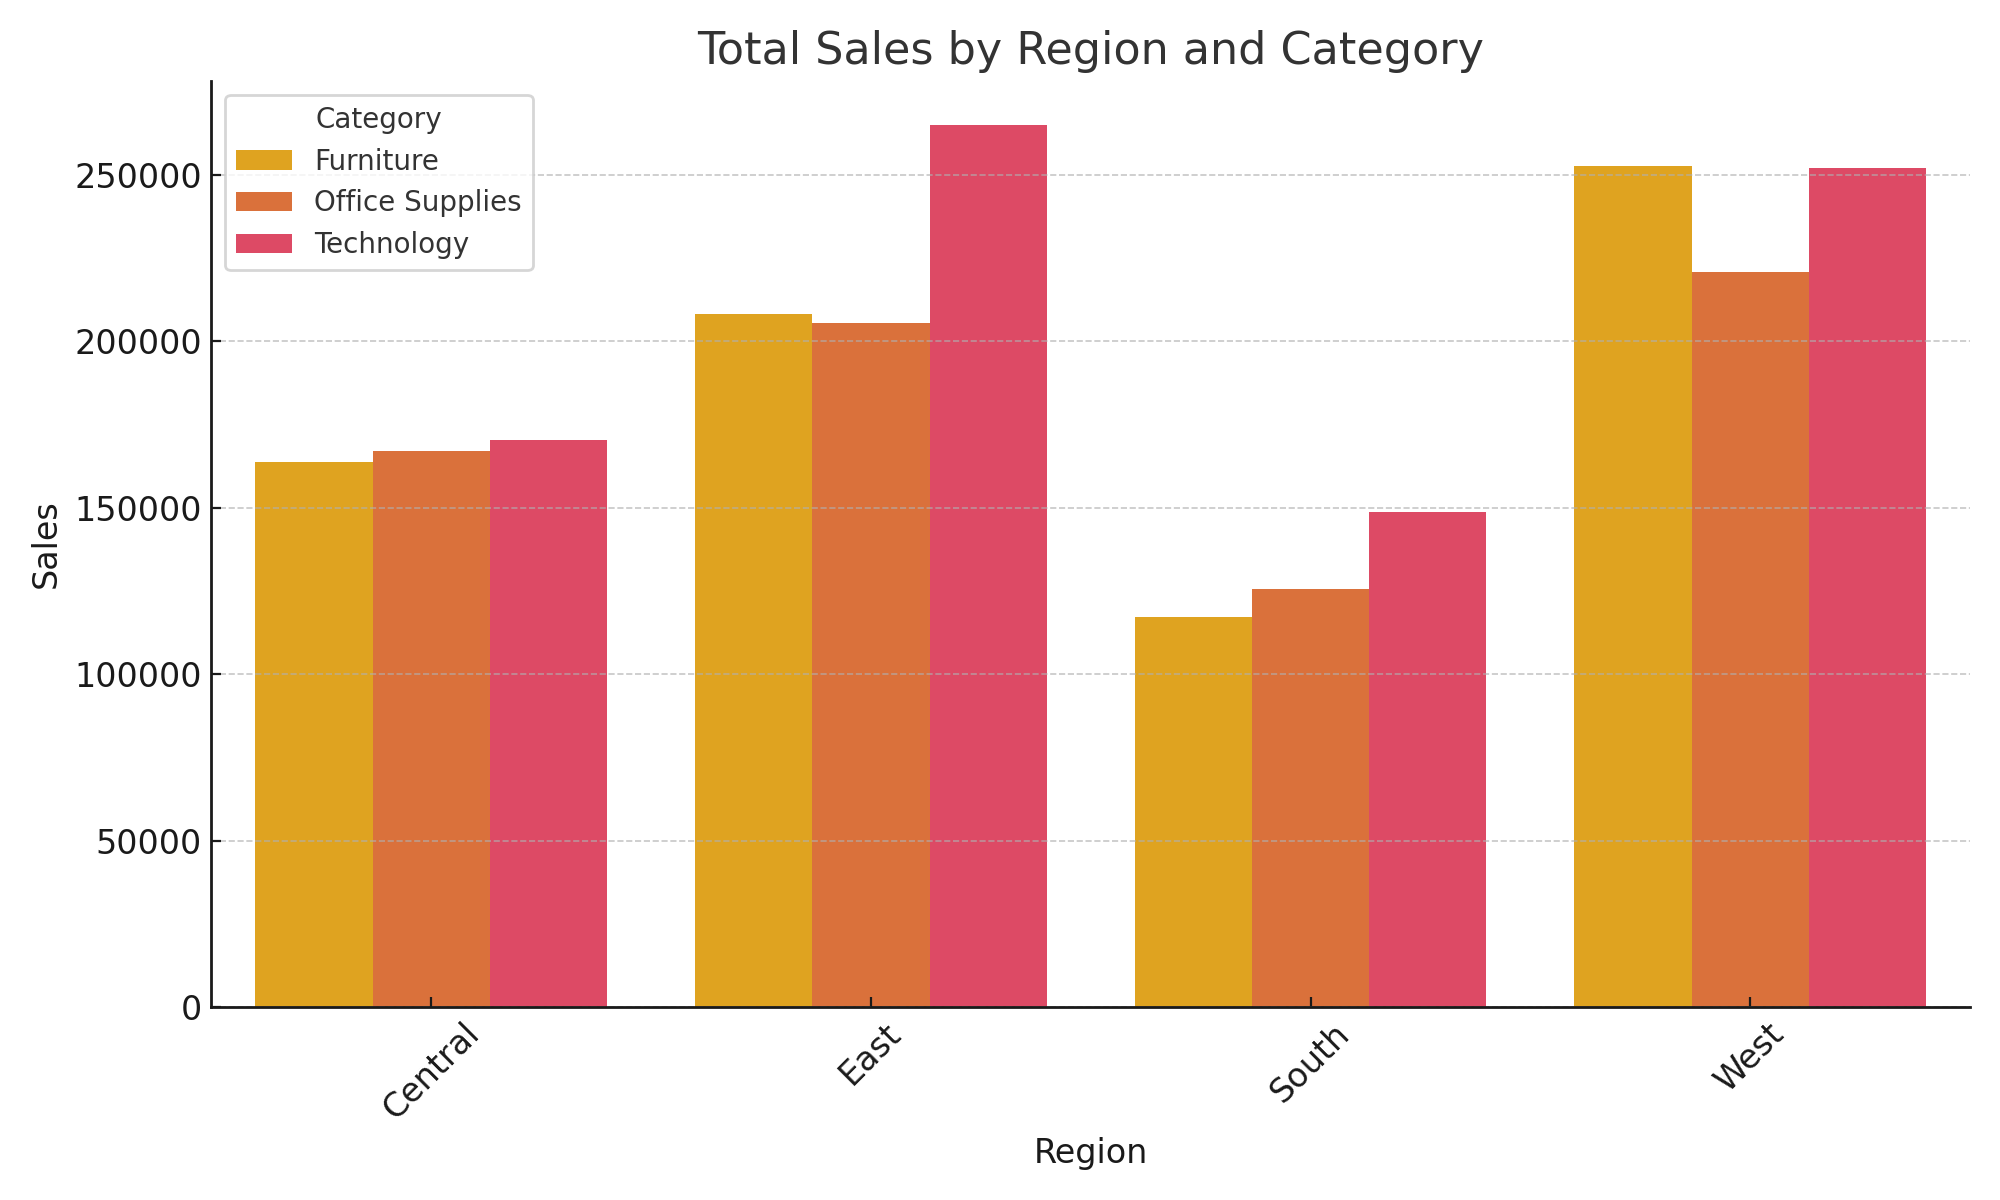 Total Sales by Region and Category
Category
Furniture
Office Supplies
Technology
250000
200000
150000
100000
50000
0
Sales
Central
East
South
West
Region